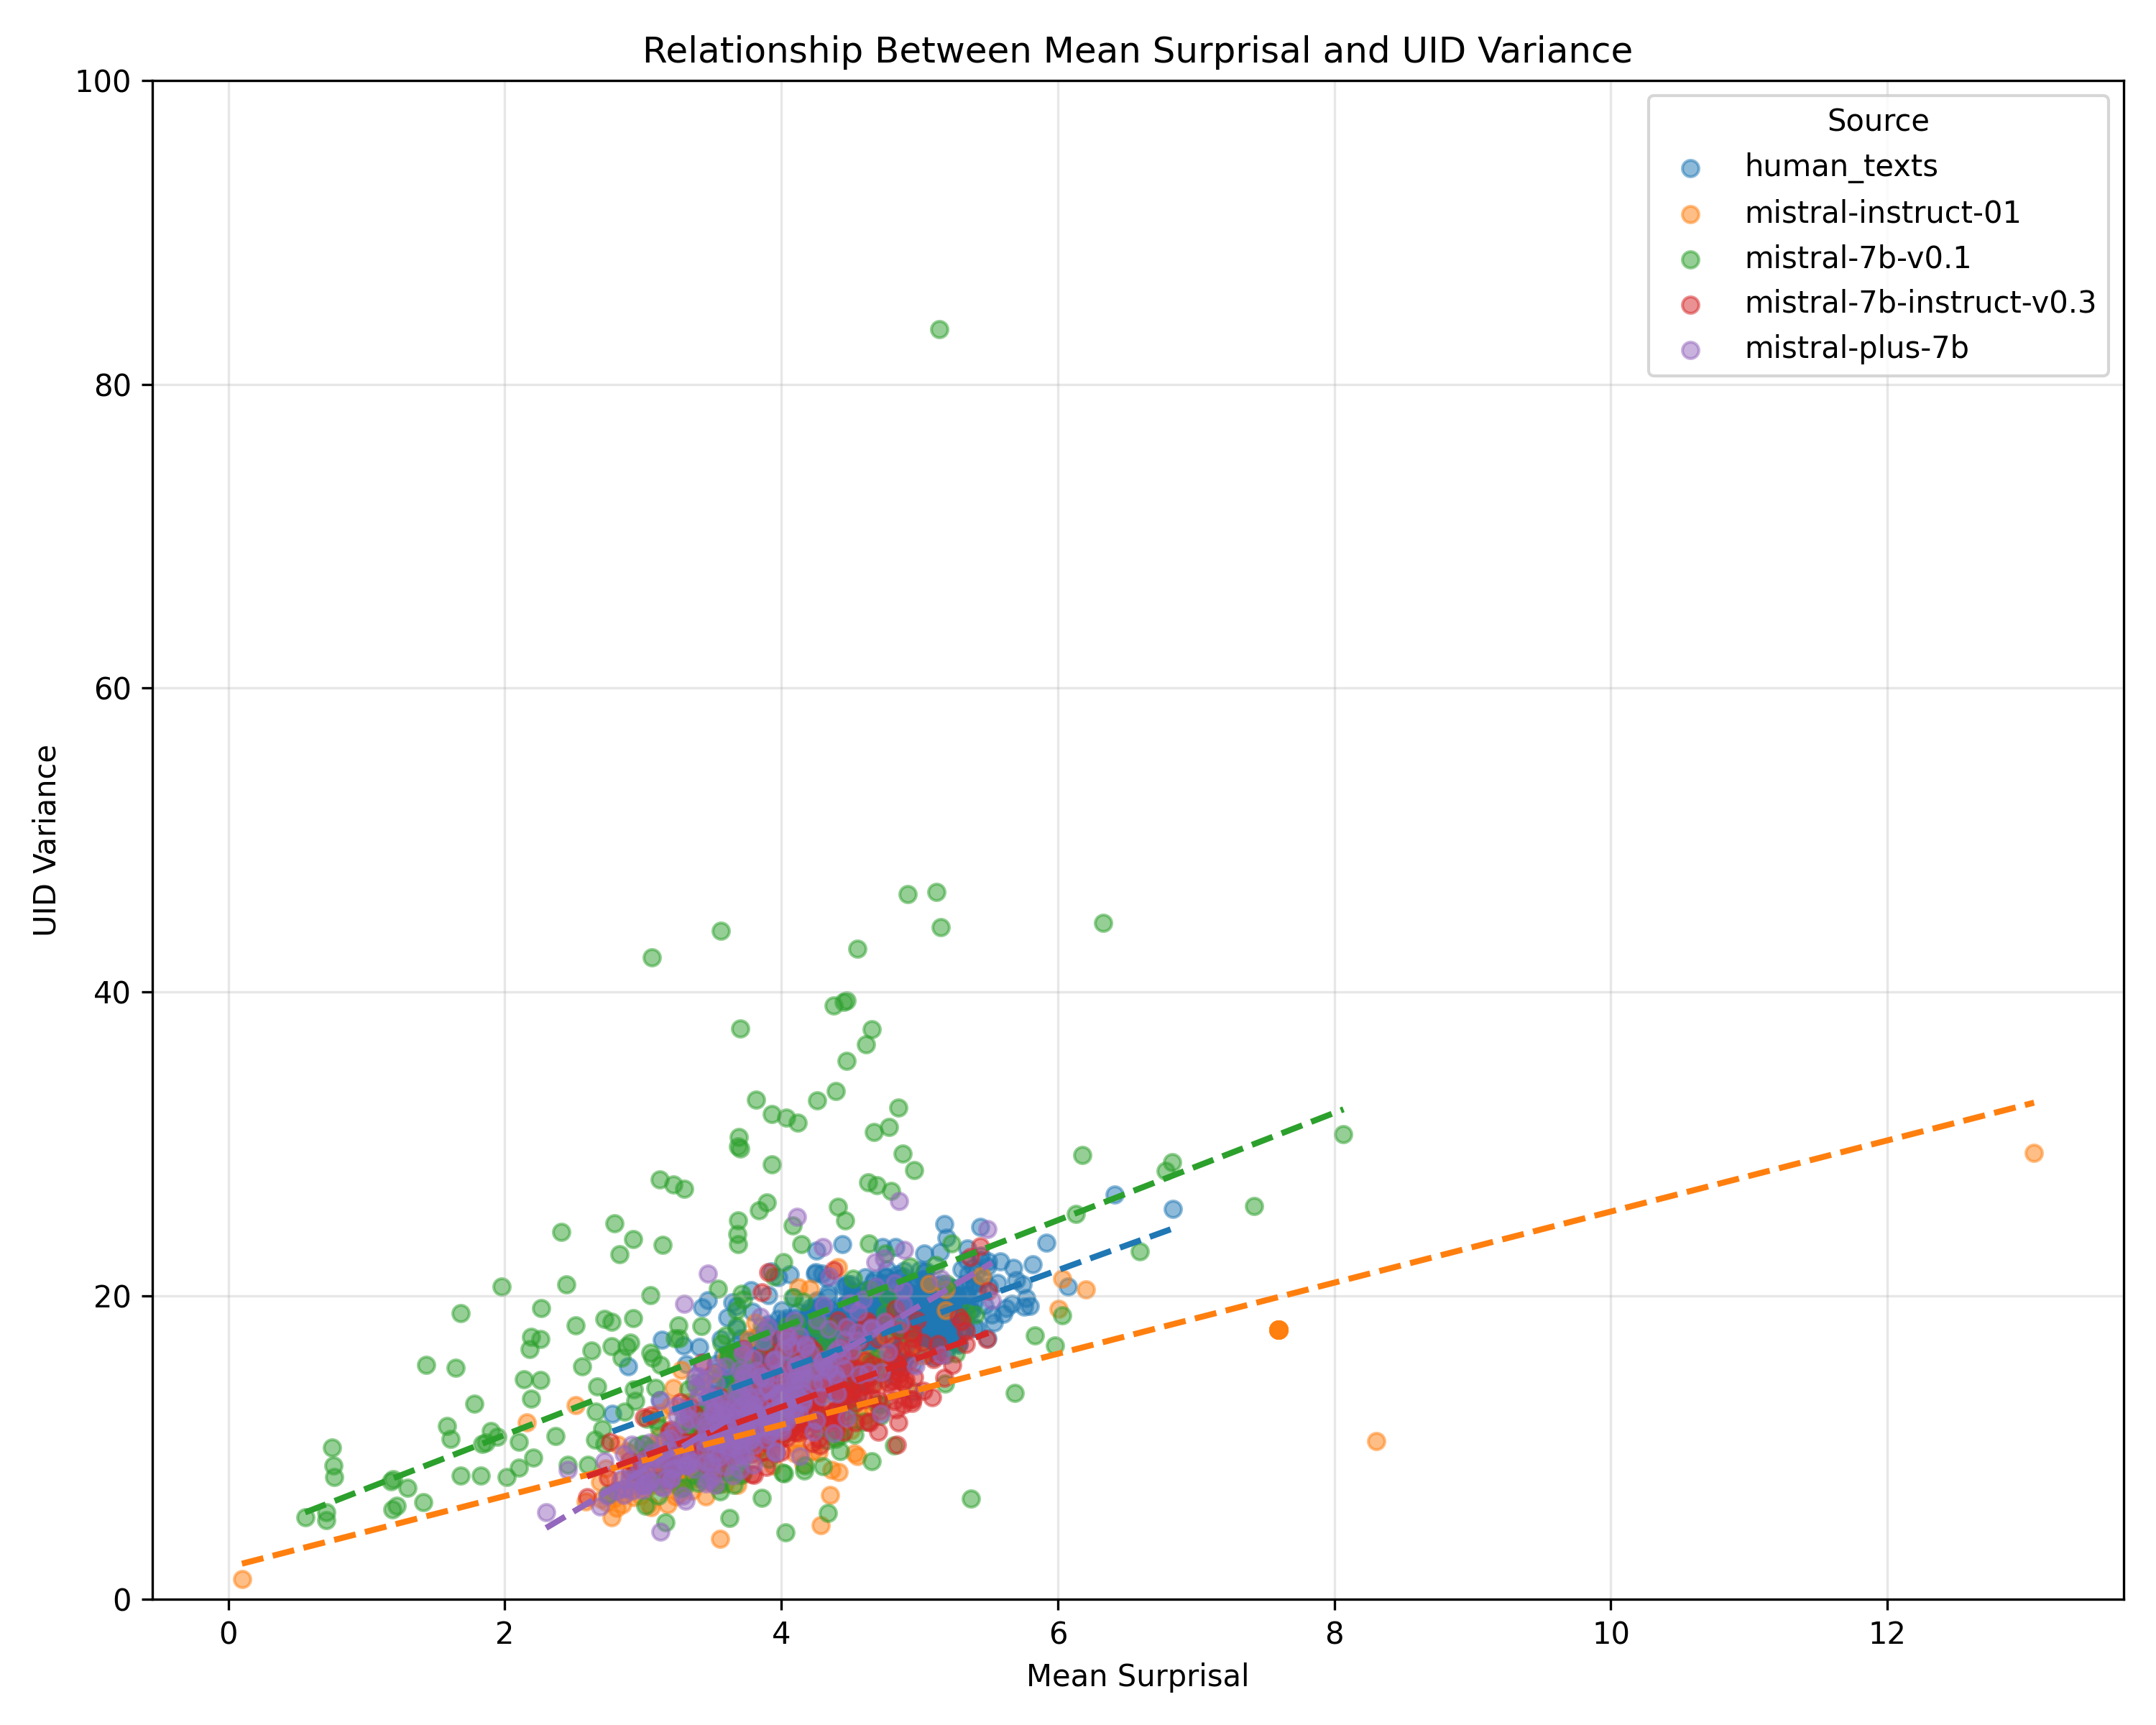 Relationship Between Mean Surprisal and UID Variance
Source
human_texts
mistral-instruct-01
mistral-7b-v0.1
mistral-7b-instruct-v0.3
mistral-plus-7b
UID Variance
100
80
60
40
20
0
0 2 4 6 8 10 12
Mean Surprisal